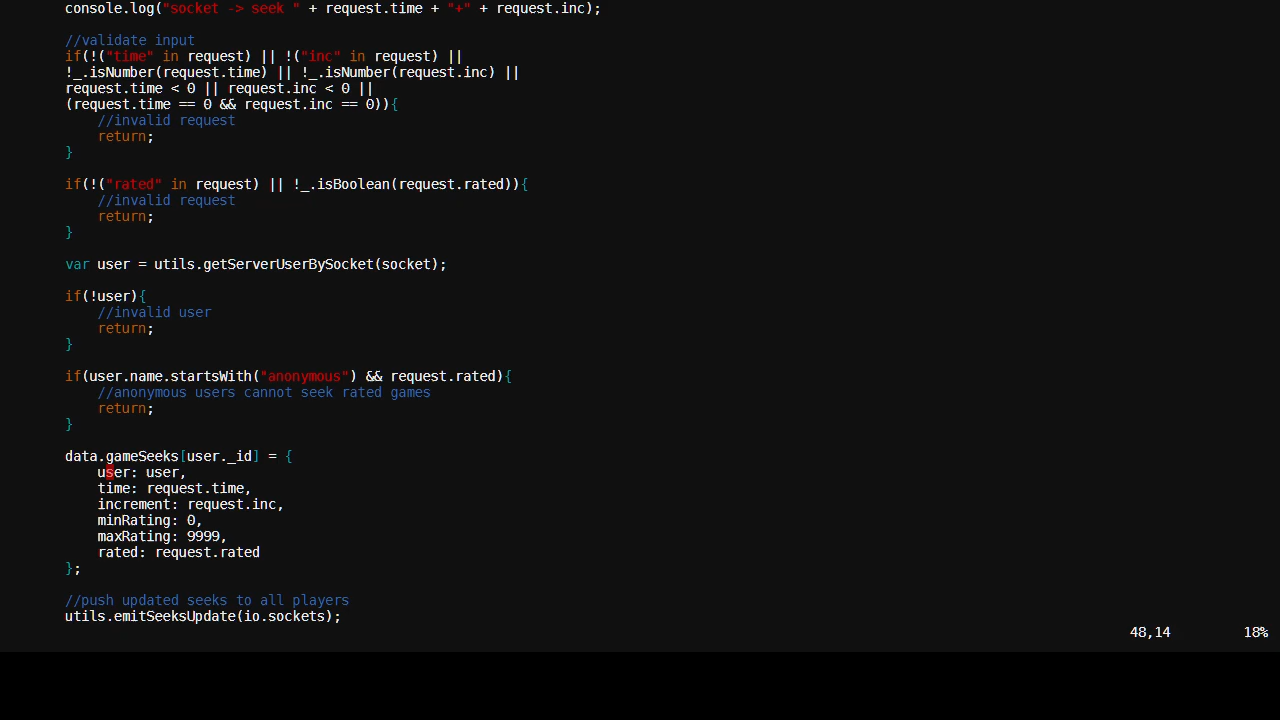 console.log("socket -> seek " + request.time + "+" + request.inc);
//validate input
if(!("time" in request) || !("inc" in request) ||
!_.isNumber(request.time) || !_.isNumber(request.inc) ||
request.time < 0 || request.inc < 0 ||
(request.time == 0 && request.inc == 0)){
//invalid request
return;
}
if(!("rated" in request) || !_.isBoolean(request.rated)){
//invalid request
return;
}
var user = utils.getServerUserBySocket(socket);
if(!user){
//invalid user
return;
}
if(user.name.startsWith("anonymous") && request.rated){
//anonymous users cannot seek rated games
return;
}
data.gameSeeks[user._id] = {
user: user,
time: request.time,
increment: request.inc,
minRating: 0,
maxRating: 9999,
rated: request.rated
};
//push updated seeks to all players
utils.emitSeeksUpdate(io.sockets);
48,14 18%